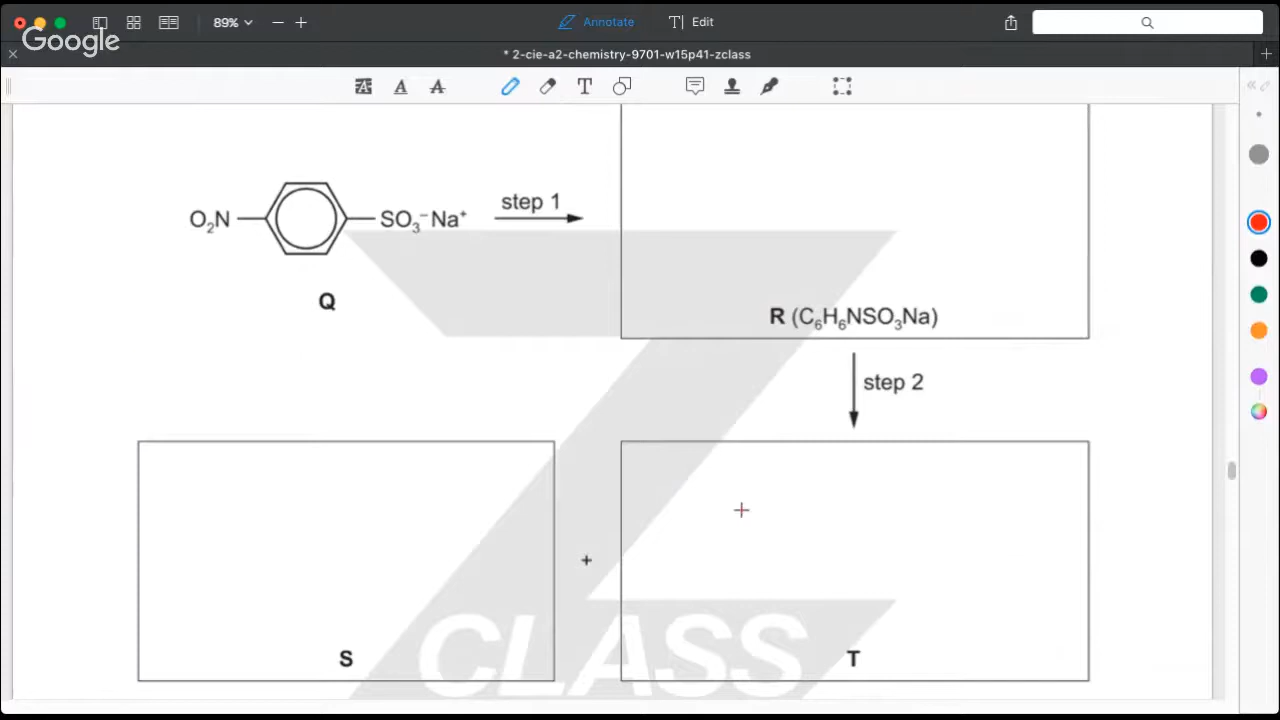 89%
Annotate
Edit
Google
* 2-cie-a2-chemistry-9701-w15p41-zclass
O₂N
SO₃⁻Na⁺
step 1
Q
R (C₆H₆NSO₃Na)
step 2
+
S
T
CLASS